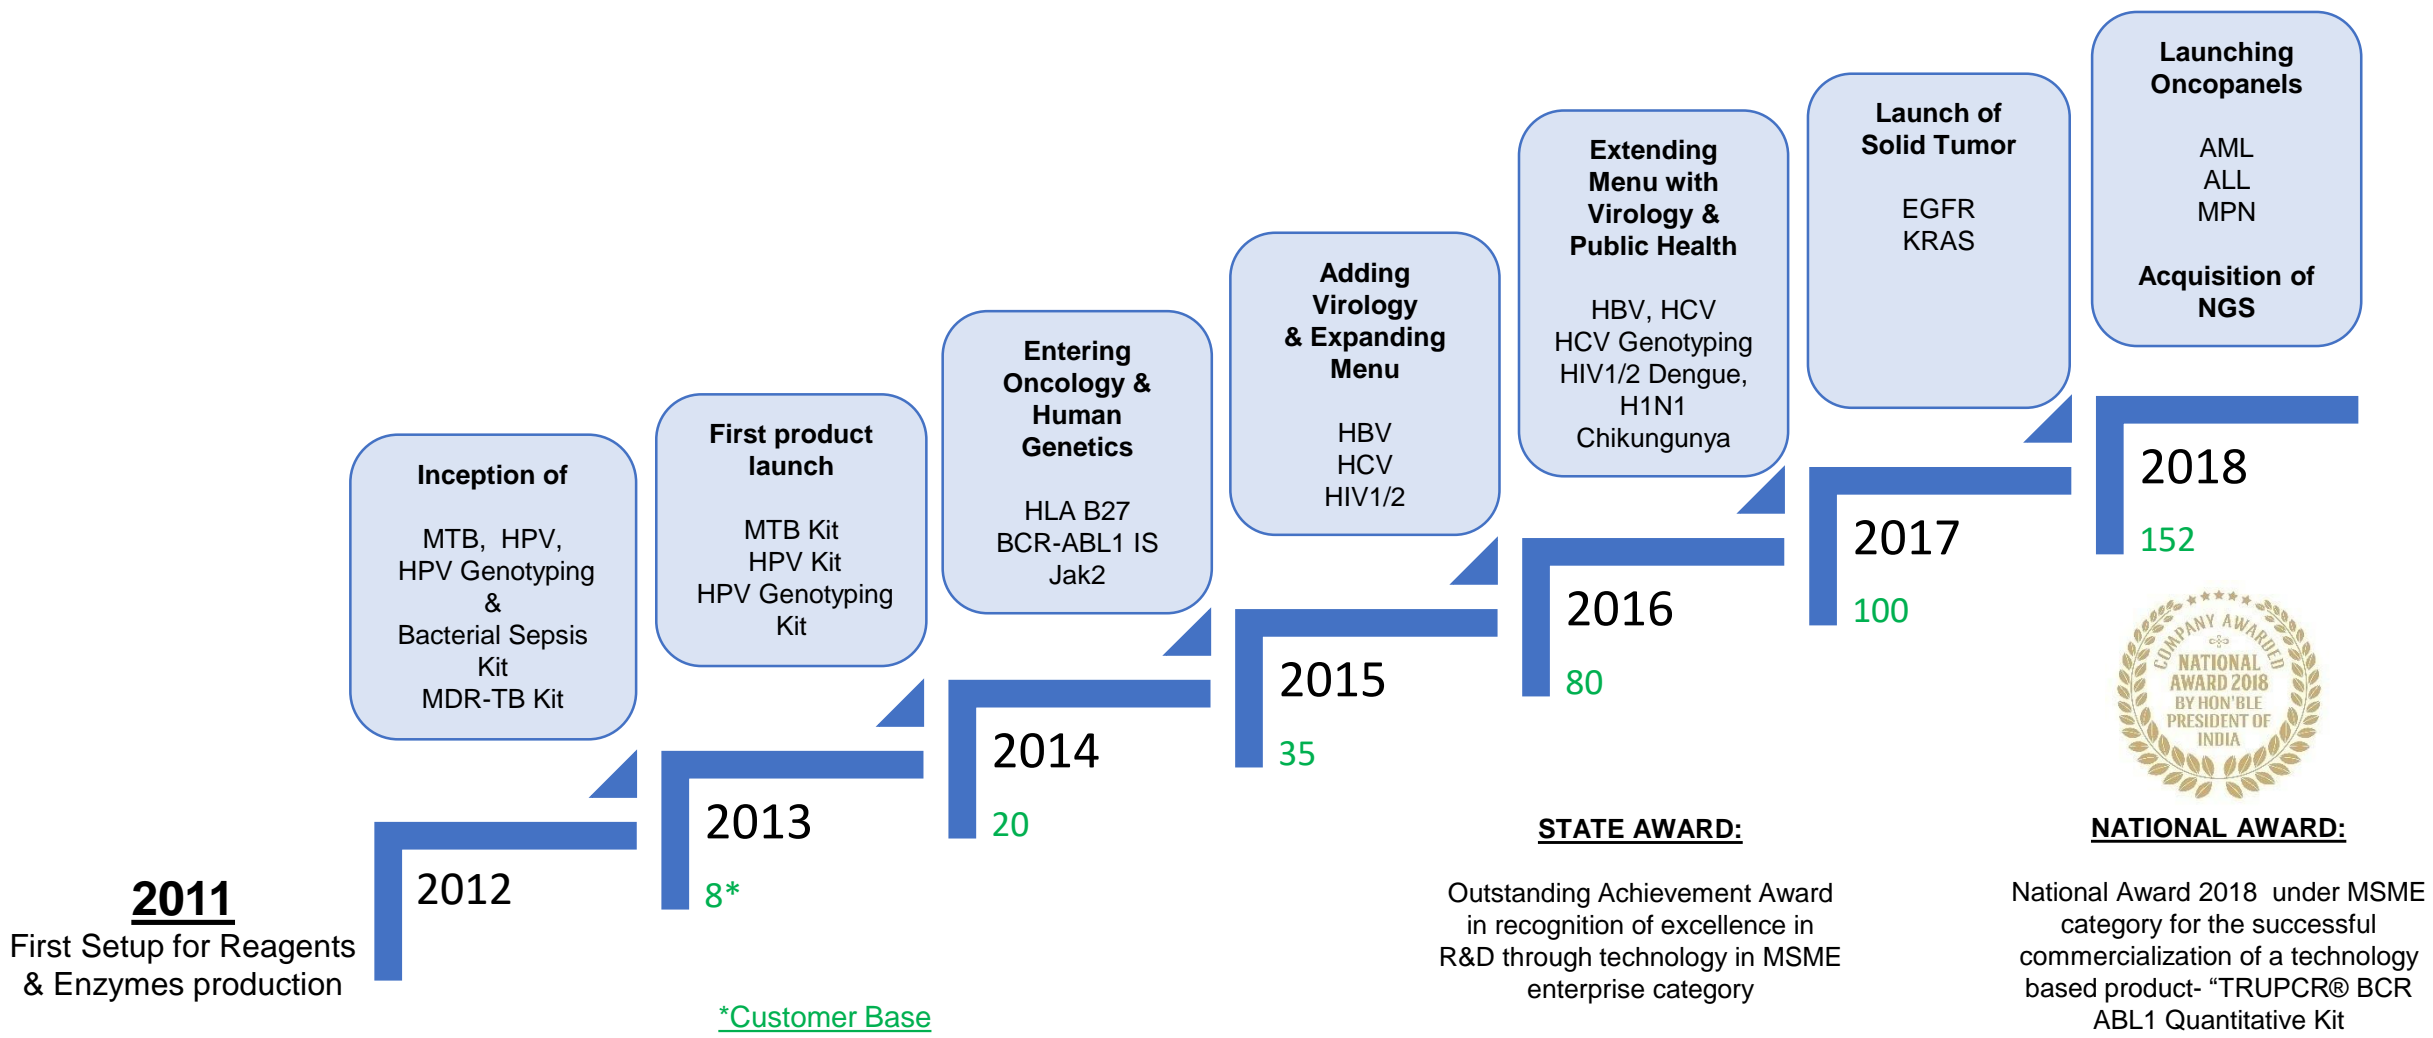 2011
First Setup for Reagents
& Enzymes production
Inception of
MTB, HPV,
HPV Genotyping
&
Bacterial Sepsis
Kit
MDR-TB Kit
2012
First product
launch
MTB Kit
HPV Kit
HPV Genotyping
Kit
2013
8*
*Customer Base
Entering
Oncology &
Human
Genetics
HLA B27
BCR-ABL1 IS
Jak2
2014
20
Adding
Virology
& Expanding
Menu
HBV
HCV
HIV1/2
2015
35
Extending
Menu with
Virology &
Public Health
HBV, HCV
HCV Genotyping
HIV1/2 Dengue,
H1N1
Chikungunya
2016
80
STATE AWARD:
Outstanding Achievement Award
in recognition of excellence in
R&D through technology in MSME
enterprise category
Launch of
Solid Tumor
EGFR
KRAS
2017
100
Launching
Oncopanels
AML
ALL
MPN
Acquisition of
NGS
2018
152
COMPANY AWARDED
NATIONAL
AWARD 2018
BY HON'BLE
PRESIDENT OF
INDIA
NATIONAL AWARD:
National Award 2018 under MSME
category for the successful
commercialization of a technology
based product- “TRUPCR® BCR
ABL1 Quantitative Kit